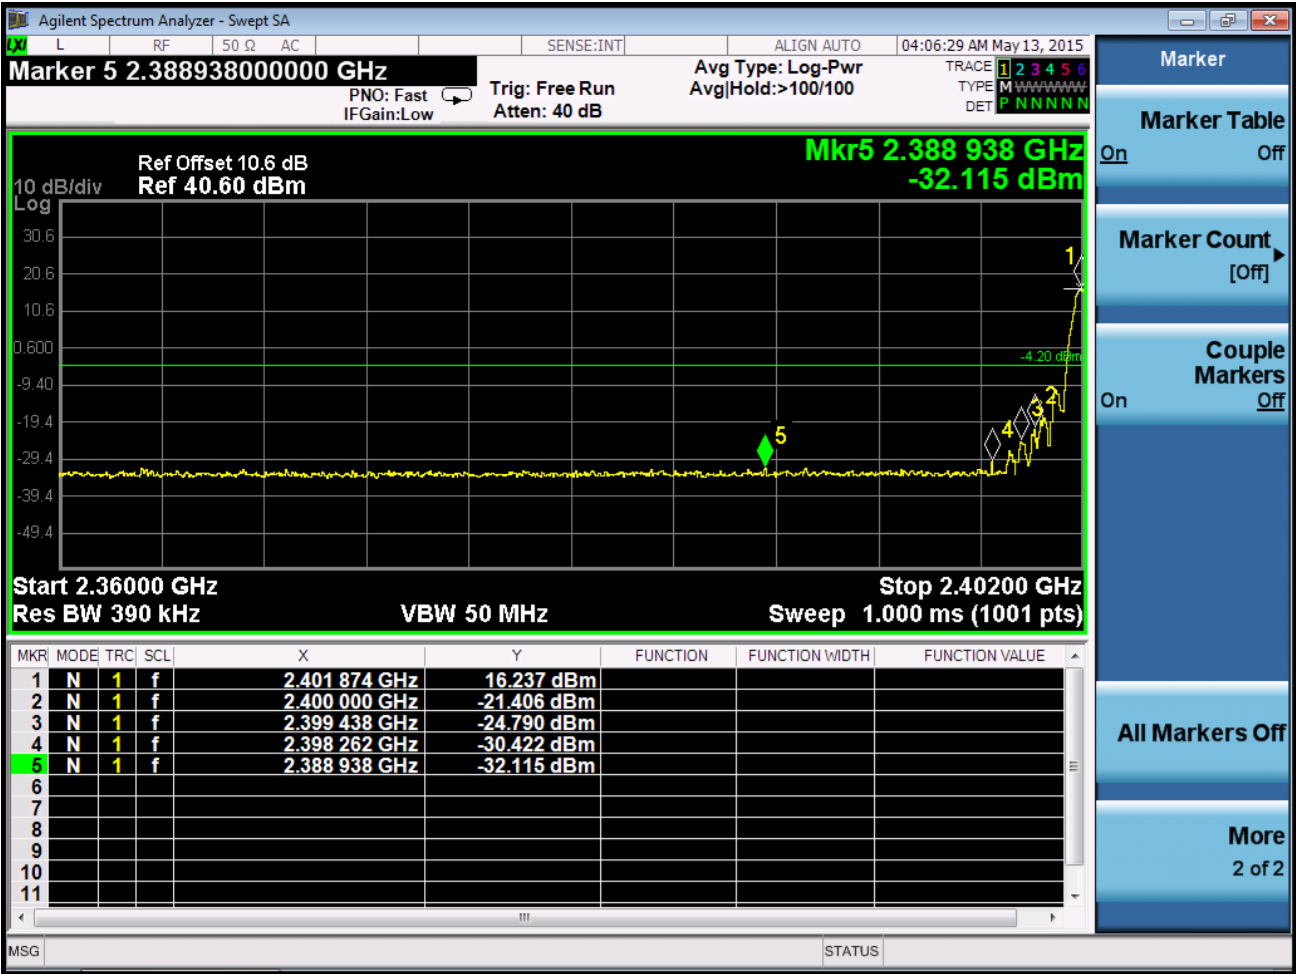 Agilent Spectrum Analyzer - Swept SA
LXI L RF 50 Ω AC SENSE:INT ALIGN AUTO 04:06:29 AM May 13, 2015
Marker 5 2.388938000000 GHz
PNO: Fast
IFGain:Low
Trig: Free Run
Atten: 40 dB
Avg Type: Log-Pwr
Avg|Hold:>100/100
TRACE 1 2 3 4 5 6
TYPE M WWWWW
DET P N N N N N
Mkr5 2.388 938 GHz
-32.115 dBm
Ref Offset 10.6 dB
10 dB/div Ref 40.60 dBm
Log
30.6
20.6
10.6
0.600
-9.40
-19.4
-29.4
-39.4
-49.4
1
-4.20 dBm
2
3
4
5
Start 2.36000 GHz Stop 2.40200 GHz
Res BW 390 kHz VBW 50 MHz Sweep 1.000 ms (1001 pts)
MKR MODE TRC SCL X Y FUNCTION FUNCTION WIDTH FUNCTION VALUE
1 N 1 f 2.401 874 GHz 16.237 dBm
2 N 1 f 2.400 000 GHz -21.406 dBm
3 N 1 f 2.399 438 GHz -24.790 dBm
4 N 1 f 2.398 262 GHz -30.422 dBm
5 N 1 f 2.388 938 GHz -32.115 dBm
6
7
8
9
10
11
MSG STATUS
Marker
Marker Table
On Off
Marker Count
[Off]
Couple
Markers
On Off
All Markers Off
More
2 of 2